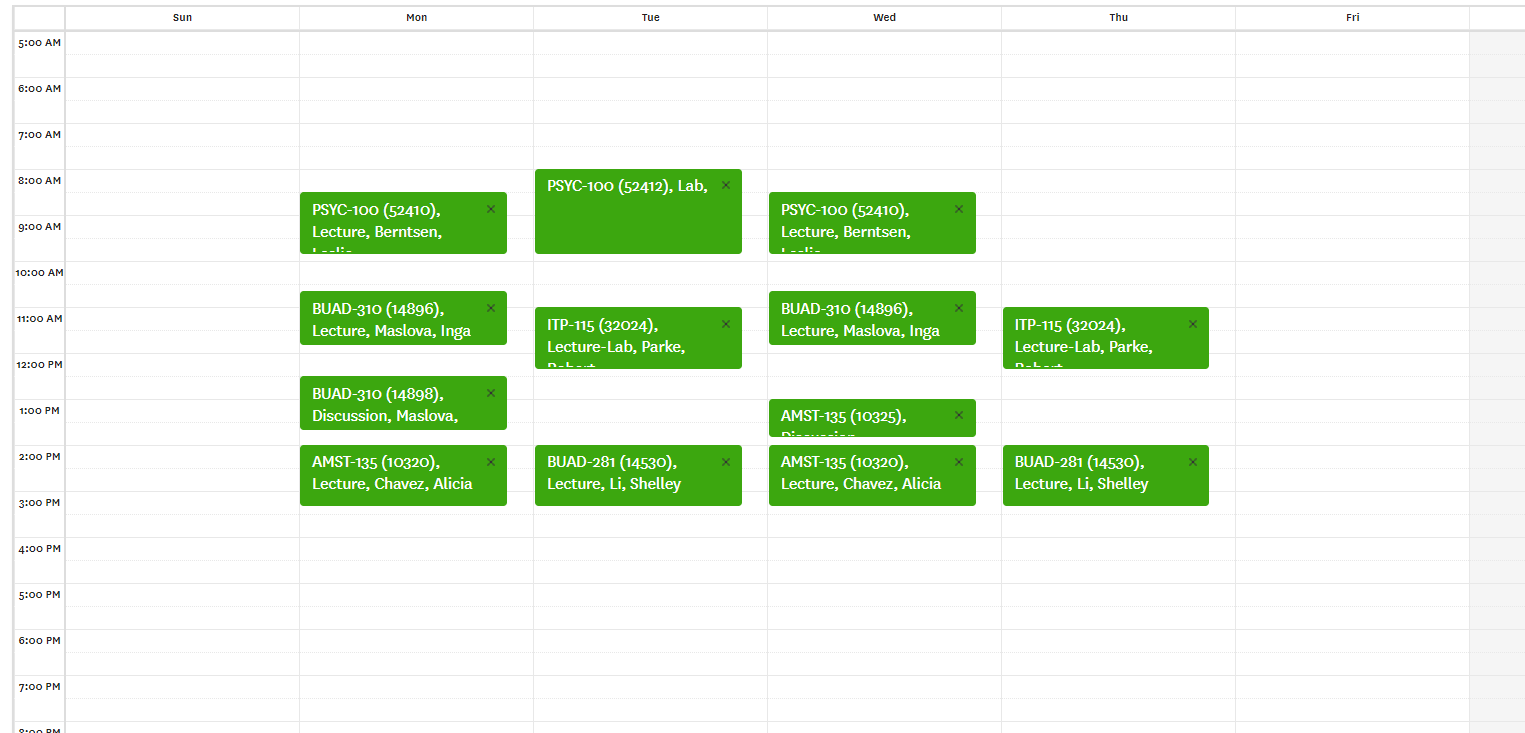 Sun Mon Tue Wed Thu Fri
5:00 AM
6:00 AM
7:00 AM
8:00 AM
PSYC-100 (52412), Lab, ×
PSYC-100 (52410), ×
Lecture, Berntsen,
PSYC-100 (52410), ×
Lecture, Berntsen,
9:00 AM
10:00 AM
BUAD-310 (14896), ×
Lecture, Maslova, Inga
BUAD-310 (14896), ×
Lecture, Maslova, Inga
11:00 AM
ITP-115 (32024), ×
Lecture-Lab, Parke,
ITP-115 (32024), ×
Lecture-Lab, Parke,
12:00 PM
BUAD-310 (14898), ×
Discussion, Maslova,
1:00 PM
AMST-135 (10325), ×
2:00 PM
AMST-135 (10320), ×
Lecture, Chavez, Alicia
BUAD-281 (14530), ×
Lecture, Li, Shelley
AMST-135 (10320), ×
Lecture, Chavez, Alicia
BUAD-281 (14530), ×
Lecture, Li, Shelley
3:00 PM
4:00 PM
5:00 PM
6:00 PM
7:00 PM
8:00 PM